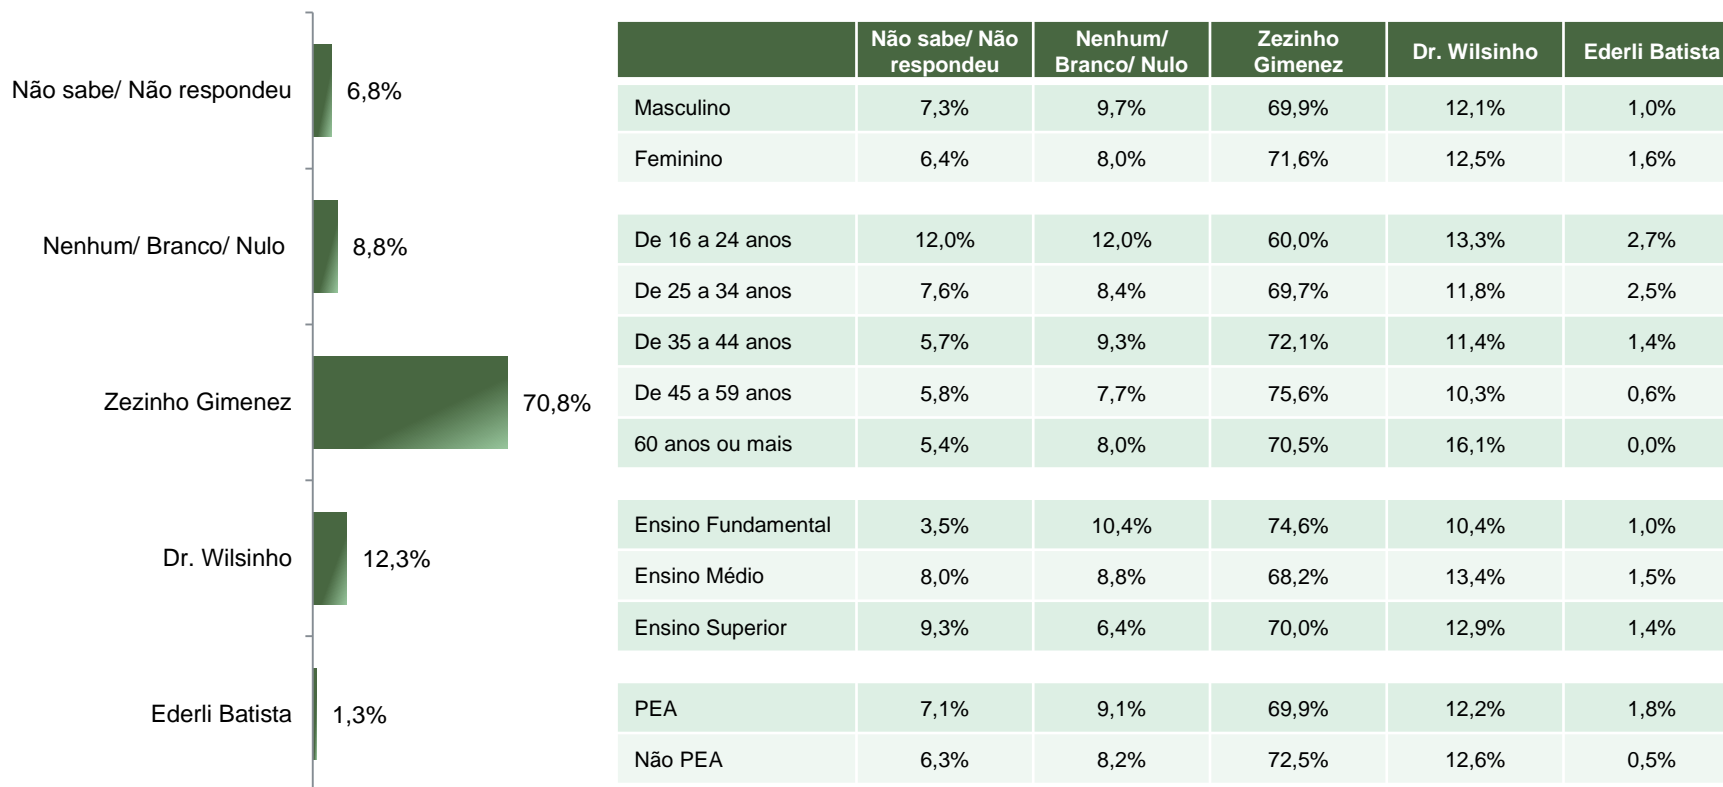 Não sabe/ Não respondeu 6,8%
Nenhum/ Branco/ Nulo 8,8%
Zezinho Gimenez 70,8%
Dr. Wilsinho 12,3%
Ederli Batista 1,3%
Não sabe/ Não respondeu Nenhum/ Branco/ Nulo Zezinho Gimenez Dr. Wilsinho Ederli Batista
Masculino 7,3% 9,7% 69,9% 12,1% 1,0%
Feminino 6,4% 8,0% 71,6% 12,5% 1,6%
De 16 a 24 anos 12,0% 12,0% 60,0% 13,3% 2,7%
De 25 a 34 anos 7,6% 8,4% 69,7% 11,8% 2,5%
De 35 a 44 anos 5,7% 9,3% 72,1% 11,4% 1,4%
De 45 a 59 anos 5,8% 7,7% 75,6% 10,3% 0,6%
60 anos ou mais 5,4% 8,0% 70,5% 16,1% 0,0%
Ensino Fundamental 3,5% 10,4% 74,6% 10,4% 1,0%
Ensino Médio 8,0% 8,8% 68,2% 13,4% 1,5%
Ensino Superior 9,3% 6,4% 70,0% 12,9% 1,4%
PEA 7,1% 9,1% 69,9% 12,2% 1,8%
Não PEA 6,3% 8,2% 72,5% 12,6% 0,5%